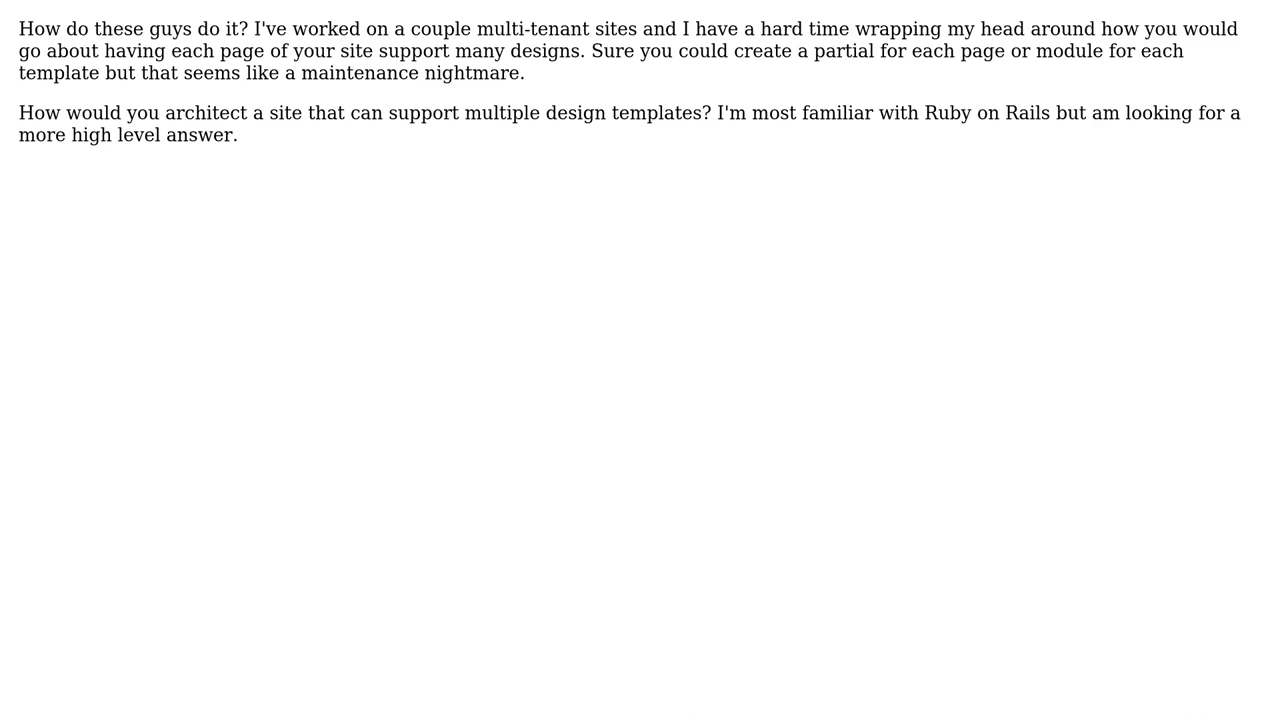 How do these guys do it? I've worked on a couple multi-tenant sites and I have a hard time wrapping my head around how you would
go about having each page of your site support many designs. Sure you could create a partial for each page or module for each
template but that seems like a maintenance nightmare.
How would you architect a site that can support multiple design templates? I'm most familiar with Ruby on Rails but am looking for a
more high level answer.